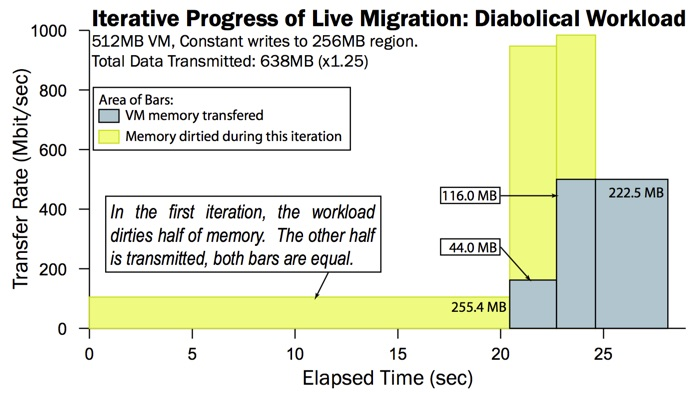 Iterative Progress of Live Migration: Diabolical Workload
512MB VM, Constant writes to 256MB region.
Total Data Transmitted: 638MB (x1.25)
Area of Bars:
VM memory transfered
Memory dirtied during this iteration
In the first iteration, the workload
dirties half of memory. The other half
is transmitted, both bars are equal.
116.0 MB
222.5 MB
44.0 MB
255.4 MB
Transfer Rate (Mbit/sec)
1000
800
600
400
200
0
0 5 10 15 20 25
Elapsed Time (sec)